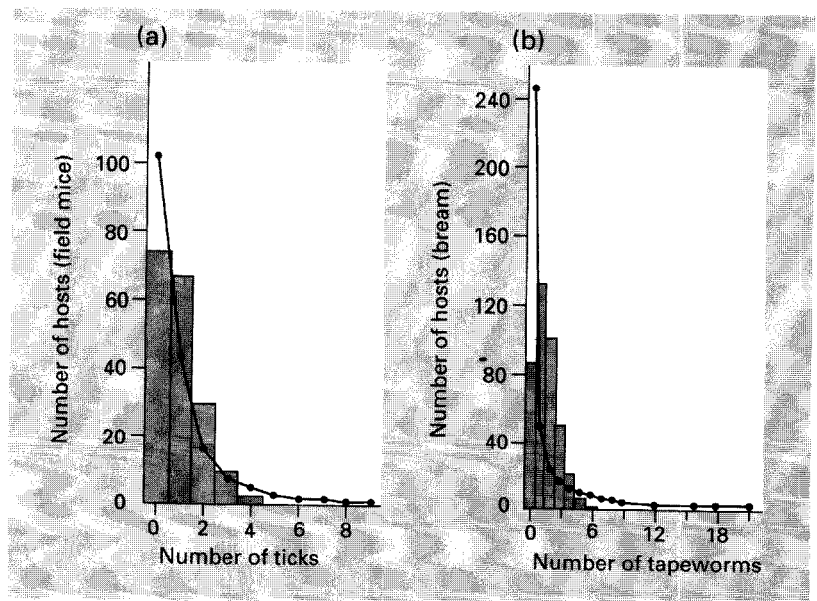 (a)
Number of hosts (field mice)
100
80
60
40
20
0
0 2 4 6 8
Number of ticks
(b)
Number of hosts (bream)
240
200
160
120
80
40
0
0 6 12 18
Number of tapeworms